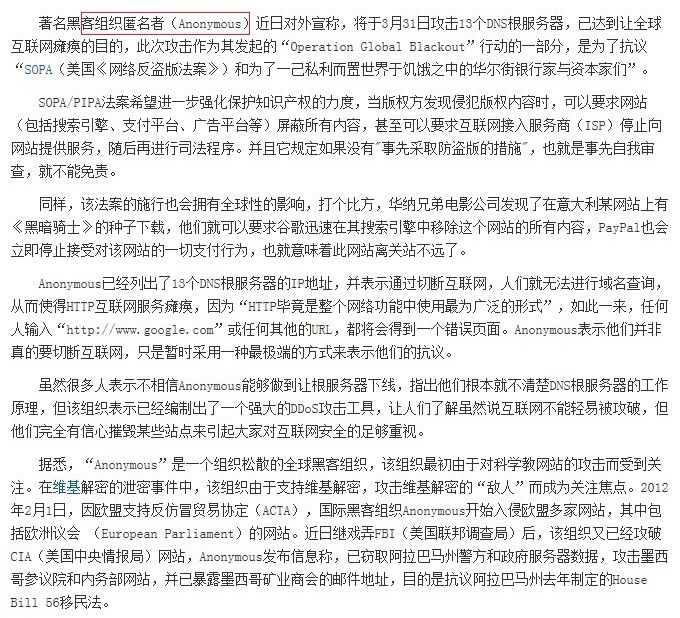 著名黑客组织匿名者（Anonymous）近日对外宣称，将于3月31日攻击13个DNS根服务器，已达到让全球
互联网瘫痪的目的，此次攻击作为其发起的“Operation Global Blackout”行动的一部分，是为了抗议
“SOPA（美国《网络反盗版法案》）和为了一己私利而置世界于饥饿之中的华尔街银行家与资本家们”。
SOPA/PIPA法案希望进一步强化保护知识产权的力度，当版权方发现侵犯版权内容时，可以要求网站
（包括搜索引擎、支付平台、广告平台等）屏蔽所有内容，甚至可以要求互联网接入服务商（ISP）停止向
网站提供服务，随后再进行司法程序。并且它规定如果没有"事先采取防盗版的措施"，也就是事先自我审
查，就不能免责。
同样，该法案的施行也会拥有全球性的影响，打个比方，华纳兄弟电影公司发现了在意大利某网站上有
《黑暗骑士》的种子下载，他们就可以要求谷歌迅速在其搜索引擎中移除这个网站的所有内容，PayPal也会
立即停止接受对该网站的一切支付行为，也就意味着此网站离关站不远了。
Anonymous已经列出了13个DNS根服务器的IP地址，并表示通过切断互联网，人们就无法进行域名查询，
从而使得HTTP互联网服务瘫痪，因为“HTTP毕竟是整个网络功能中使用最为广泛的形式”，如此一来，任何
人输入“http://www.google.com”或任何其他的URL，都将会得到一个错误页面。Anonymous表示他们并非
真的要切断互联网，只是暂时采用一种最极端的方式来表示他们的抗议。
虽然很多人表示不相信Anonymous能够做到让根服务器下线，指出他们根本就不清楚DNS根服务器的工作
原理，但该组织表示已经编制出了一个强大的DDoS攻击工具，让人们了解虽然说互联网不能轻易被攻破，但
他们完全有信心摧毁某些站点来引起大家对互联网安全的足够重视。
据悉，“Anonymous”是一个组织松散的全球黑客组织，该组织最初由于对科学教网站的攻击而受到关
注。在维基解密的泄密事件中，该组织由于支持维基解密，攻击维基解密的“敌人”而成为关注焦点。2012
年2月1日，因欧盟支持反仿冒贸易协定（ACTA），国际黑客组织Anonymous开始入侵欧盟多家网站，其中包
括欧洲议会 （European Parliament）的网站。近日继戏弄FBI（美国联邦调查局）后，该组织又已经攻破
CIA（美国中央情报局）网站，Anonymous发布信息称，已窃取阿拉巴马州警方和政府服务器数据，攻击墨西
哥参议院和内务部网站，并已暴露墨西哥矿业商会的邮件地址，目的是抗议阿拉巴马州去年制定的House
Bill 56移民法。